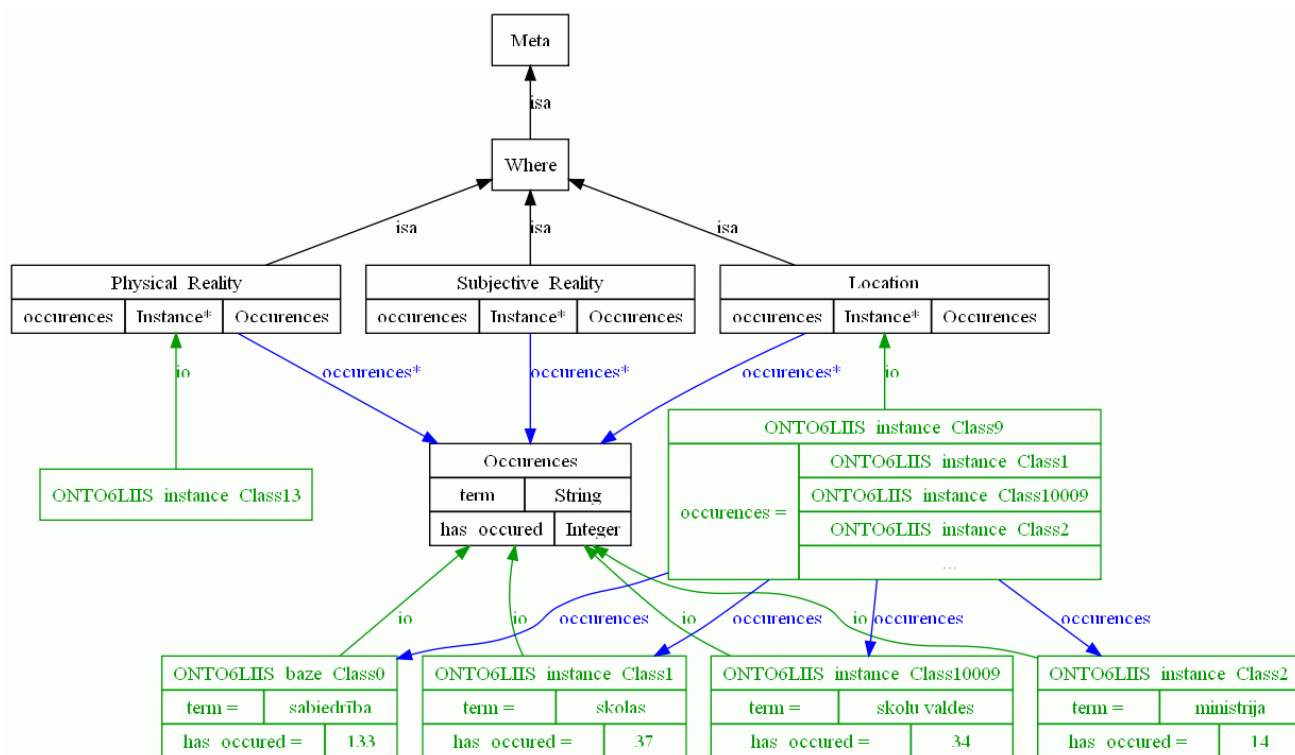 Meta
isa
Where
isa
isa
isa
Physical Reality
occurences Instance* Occurences
Subjective Reality
occurences Instance* Occurences
Location
occurences Instance* Occurences
io
occurences*
occurences*
occurences*
io
ONTO6LIIS instance Class13
Occurences
term String
has occured Integer
ONTO6LIIS instance Class9
occurences =
ONTO6LIIS instance Class1
ONTO6LIIS instance Class10009
ONTO6LIIS instance Class2
...
io
io
io
io
occurences
occurences
occurences
occurences
ONTO6LIIS baze Class0
term = sabiedrība
has occured = 133
ONTO6LIIS instance Class1
term = skolas
has occured = 37
ONTO6LIIS instance Class10009
term = skolu valdes
has occured = 34
ONTO6LIIS instance Class2
term = ministrija
has occured = 14